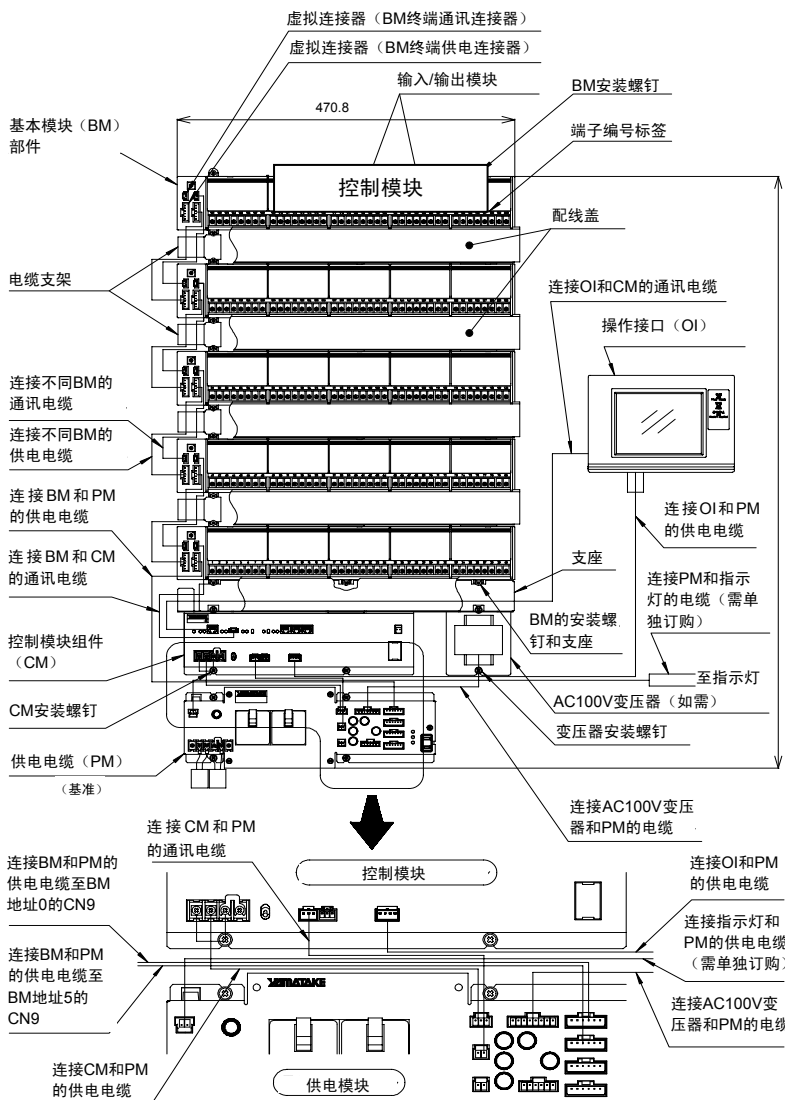 虚拟连接器（BM终端通讯连接器）
虚拟连接器（BM终端供电连接器）
输入/输出模块
BM安装螺钉
470.8
基本模块（BM）
部件
端子编号标签
控制模块
配线盖
电缆支架
连接OI和CM的通讯电缆
操作接口（OI）
连接不同BM的
通讯电缆
连接不同BM的
供电电缆
连接BM和PM
的供电电缆
连接OI和PM
的供电电缆
连接BM和CM
的通讯电缆
支座
连接PM和指示
灯的电缆（需单
独订购）
BM的安装螺
钉和支座
控制模块组件
（CM）
至指示灯
AC100V变压器（如需）
CM安装螺钉
变压器安装螺钉
供电电缆（PM）
（基准）
连接AC100V变压
器和PM的电缆
连接CM和PM
的通讯电缆
连接BM和PM的
供电电缆至BM
地址0的CN9
控制模块
连接OI和PM
的供电电缆
连接指示灯和
PM的供电电缆
（需单独订购）
连接BM和PM
的供电电缆至
BM地址5的
CN9
YAMATAKE
连接AC100V变
压器和PM的电缆
连接CM和PM
的供电电缆
供电模块